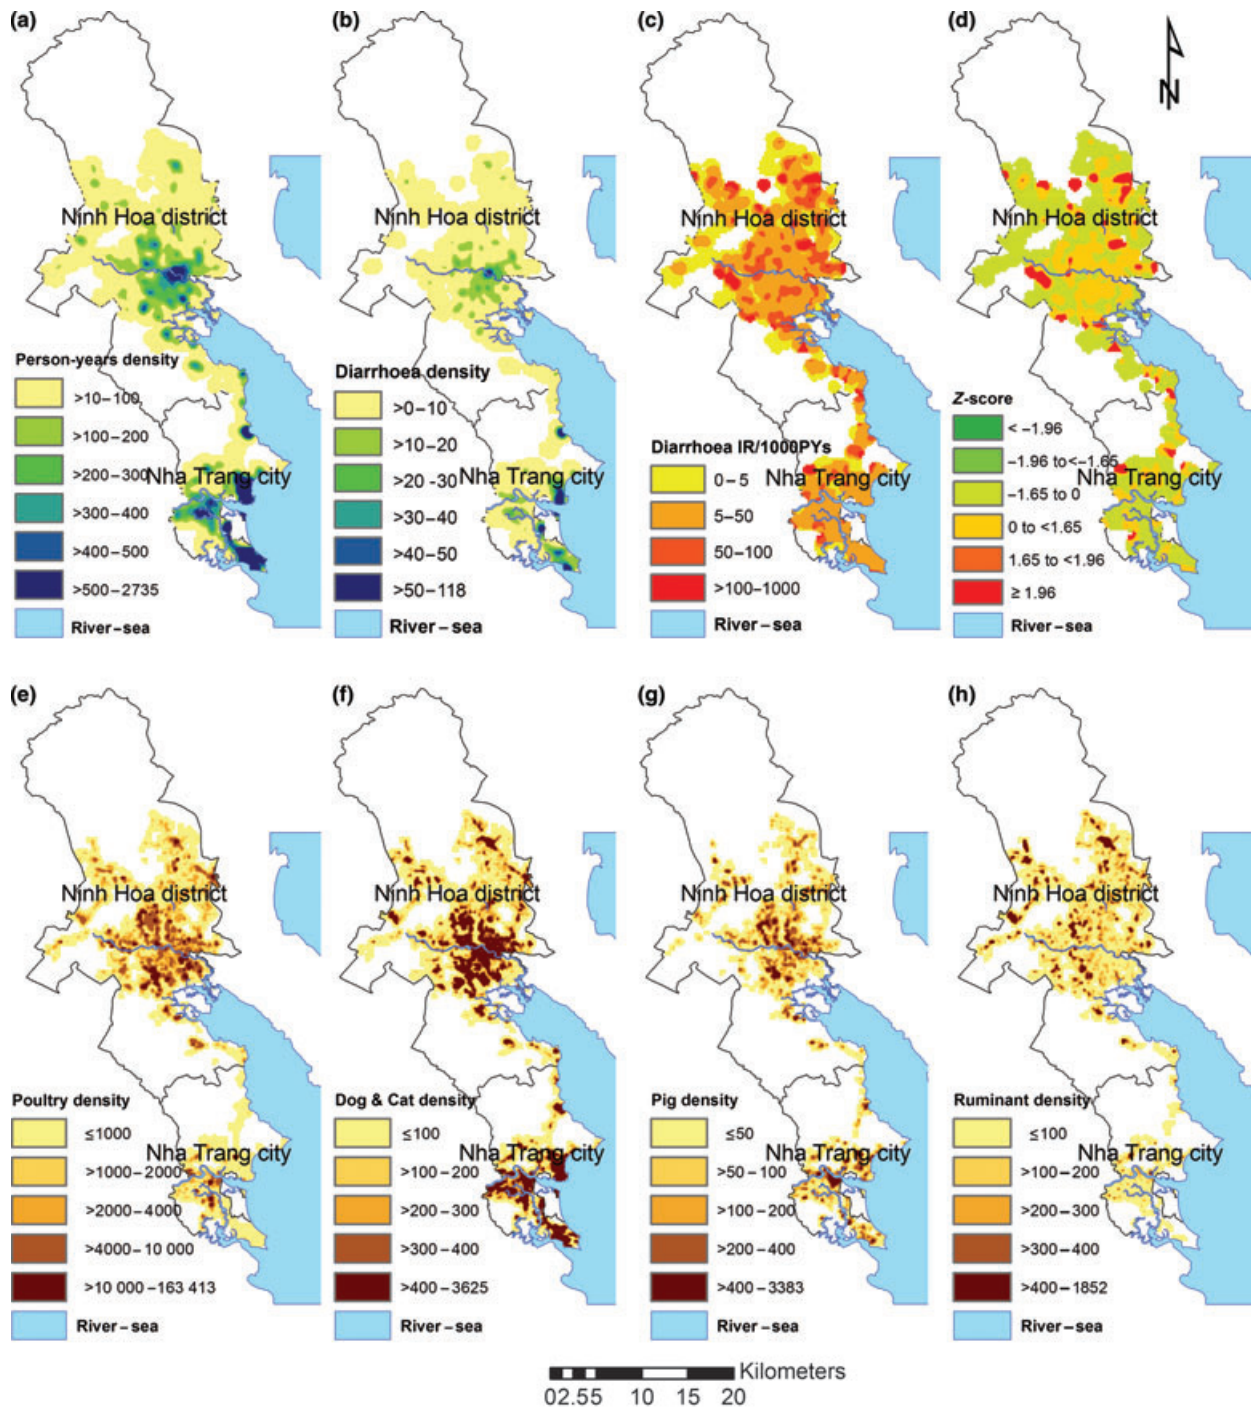 (a)
Ninh Hoa district
Person-years density
>10–100
>100–200
>200–300
Nha Trang city
>300–400
>400–500
>500–2735
River–sea
(b)
Ninh Hoa district
Diarrhoea density
>0–10
>10–20
>20–30
Nha Trang city
>30–40
>40–50
>50–118
River–sea
(c)
Ninh Hoa district
Diarrhoea IR/1000PYs
Nha Trang city
0–5
5–50
50–100
>100–1000
River–sea
(d)
N
Ninh Hoa district
Z-score
< –1.96
–1.96 to<–1.65
Nha Trang city
–1.65 to 0
0 to <1.65
1.65 to <1.96
≥ 1.96
River–sea
(e)
Ninh Hoa district
Poultry density
≤1000
Nha Trang city
>1000–2000
>2000–4000
>4000–10 000
>10 000–163 413
River–sea
(f)
Ninh Hoa district
Dog & Cat density
≤100
Nha Trang city
>100–200
>200–300
>300–400
>400–3625
River–sea
(g)
Ninh Hoa district
Pig density
≤50
Nha Trang city
>50–100
>100–200
>200–400
>400–3383
River–sea
(h)
Ninh Hoa district
Ruminant density
≤100
Nha Trang city
>100–200
>200–300
>300–400
>400–1852
River–sea
Kilometers
02.55 10 15 20